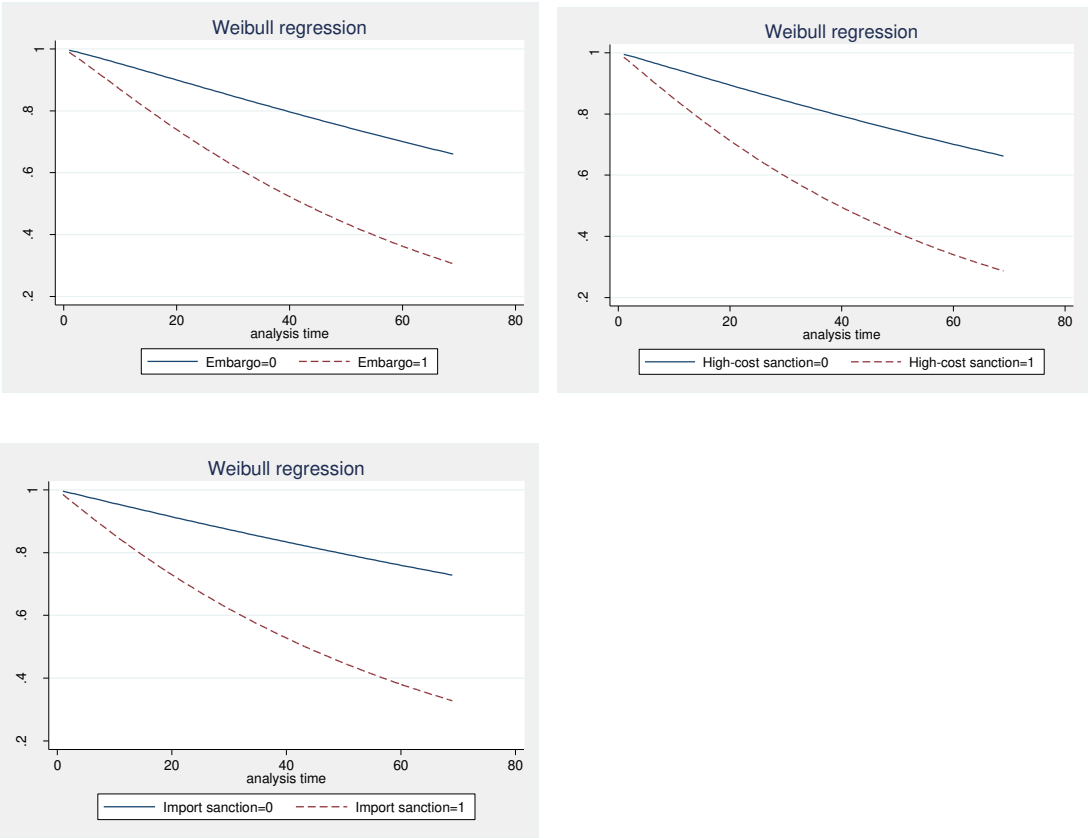 Weibull regression
1
.8
.6
.4
.2
0 20 40 60 80
analysis time
Embargo=0 Embargo=1
Weibull regression
1
.8
.6
.4
.2
0 20 40 60 80
analysis time
High-cost sanction=0 High-cost sanction=1
Weibull regression
1
.8
.6
.4
.2
0 20 40 60 80
analysis time
Import sanction=0 Import sanction=1